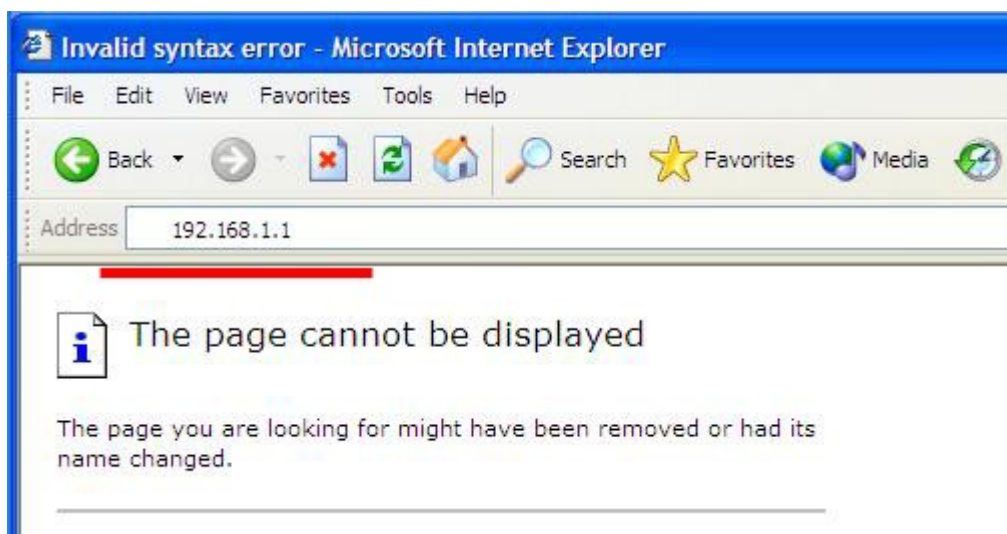 Invalid syntax error - Microsoft Internet Explorer
File Edit View Favorites Tools Help
Back Search Favorites Media
Address 192.168.1.1
The page cannot be displayed
The page you are looking for might have been removed or had its
name changed.